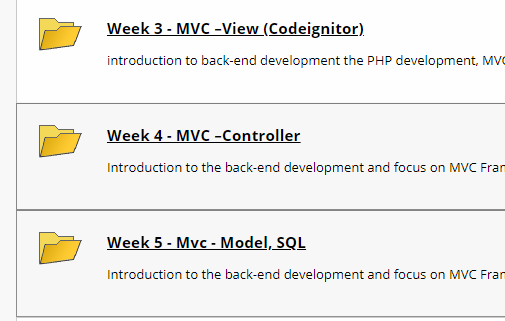 Week 3 - MVC –View (Codeignitor)
introduction to back-end development the PHP development, MVC
Week 4 - MVC –Controller
Introduction to the back-end development and focus on MVC Fran
Week 5 - Mvc - Model, SQL
Introduction to the back-end development and focus on MVC Fran